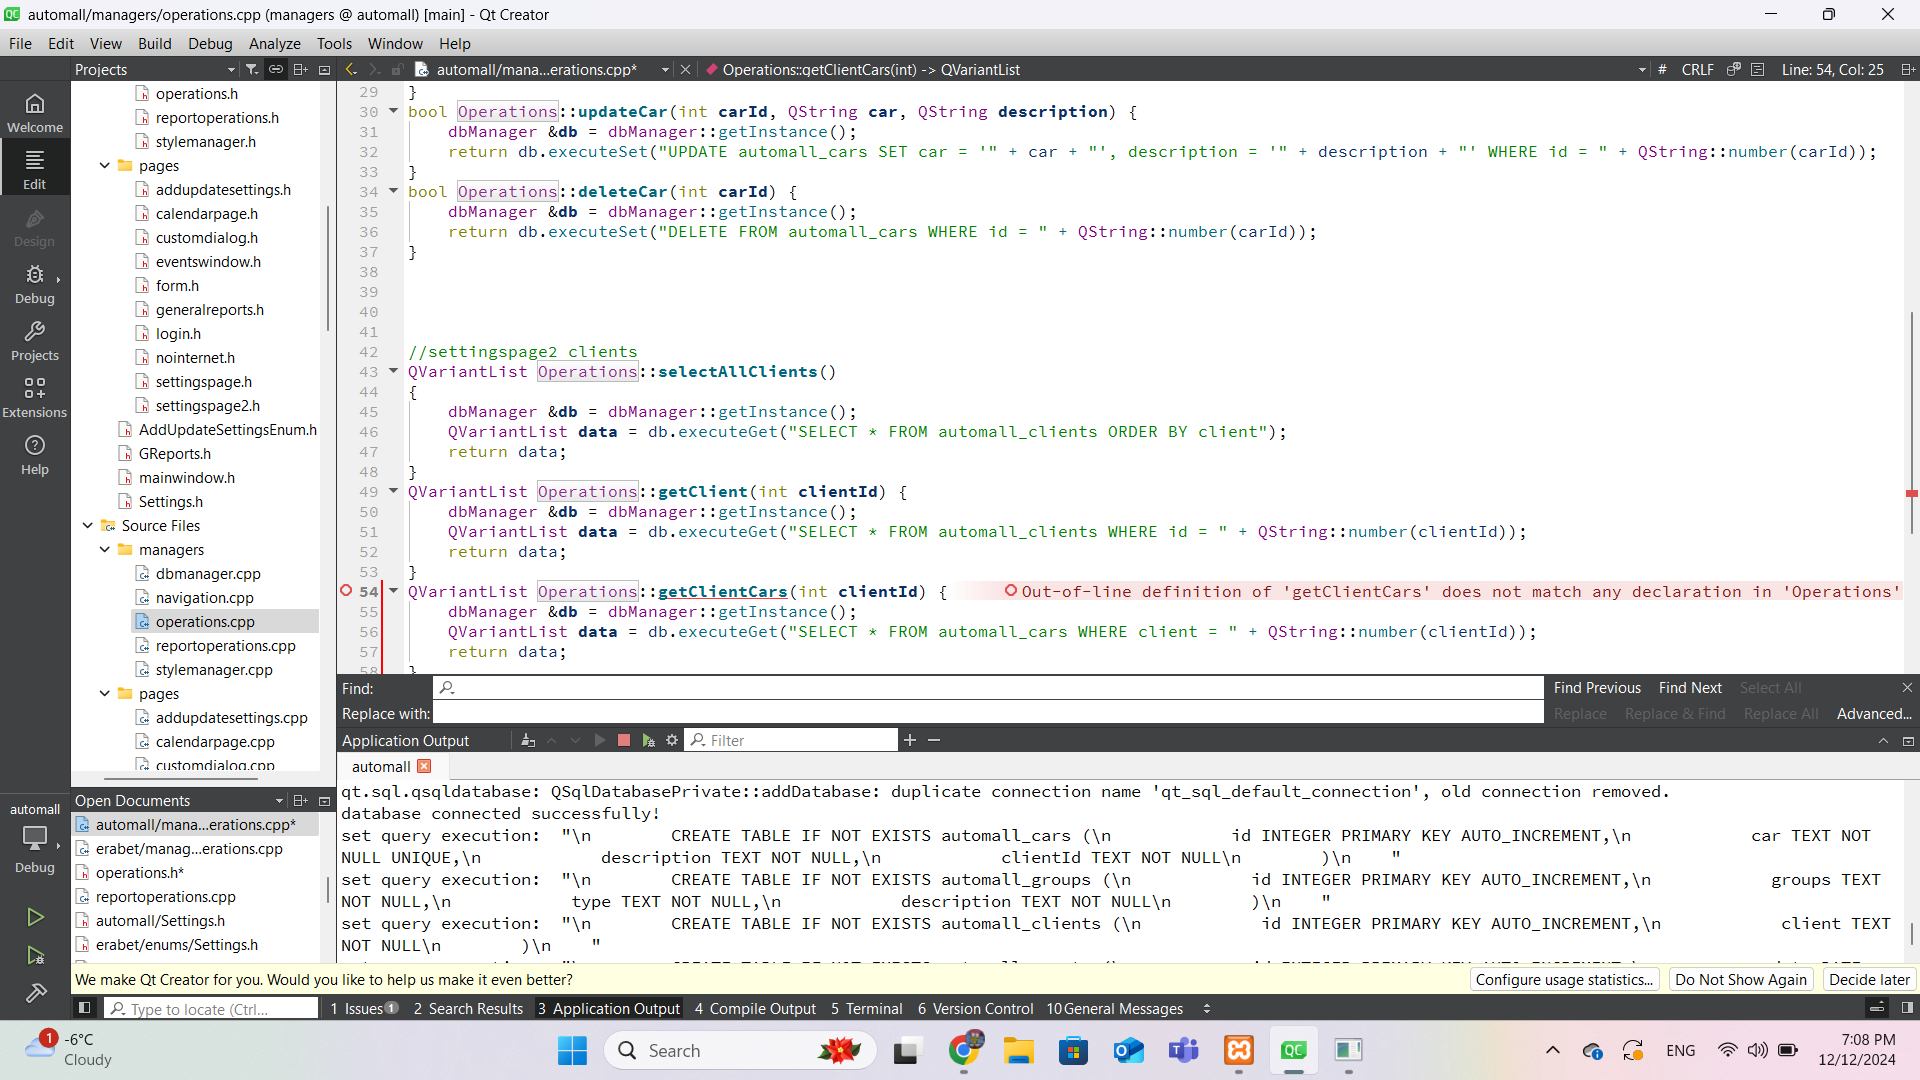 automall/managers/operations.cpp (managers @ automall) [main] - Qt Creator
File Edit View Build Debug Analyze Tools Window Help
Projects
automall/mana...erations.cpp*
Operations::getClientCars(int) -> QVariantList
# CRLF Line: 54, Col: 25
Welcome
Edit
Design
Debug
Projects
Extensions
Help
automall
Debug
operations.h
reportoperations.h
stylemanager.h
pages
addupdatesettings.h
calendarpage.h
customdialog.h
eventswindow.h
form.h
generalreports.h
login.h
nointernet.h
settingspage.h
settingspage2.h
AddUpdateSettingsEnum.h
GReports.h
mainwindow.h
Settings.h
Source Files
managers
dbmanager.cpp
navigation.cpp
operations.cpp
reportoperations.cpp
stylemanager.cpp
pages
addupdatesettings.cpp
calendarpage.cpp
customdialog.cpp
Open Documents
automall/mana...erations.cpp*
erabet/manag...erations.cpp
operations.h*
reportoperations.cpp
automall/Settings.h
erabet/enums/Settings.h
29 }
30 bool Operations::updateCar(int carId, QString car, QString description) {
31 dbManager &db = dbManager::getInstance();
32 return db.executeSet("UPDATE automall_cars SET car = '" + car + "', description = '" + description + "' WHERE id = " + QString::number(carId));
33 }
34 bool Operations::deleteCar(int carId) {
35 dbManager &db = dbManager::getInstance();
36 return db.executeSet("DELETE FROM automall_cars WHERE id = " + QString::number(carId));
37 }
38
39
40
41
42 //settingspage2 clients
43 QVariantList Operations::selectAllClients()
44 {
45 dbManager &db = dbManager::getInstance();
46 QVariantList data = db.executeGet("SELECT * FROM automall_clients ORDER BY client");
47 return data;
48 }
49 QVariantList Operations::getClient(int clientId) {
50 dbManager &db = dbManager::getInstance();
51 QVariantList data = db.executeGet("SELECT * FROM automall_clients WHERE id = " + QString::number(clientId));
52 return data;
53 }
54 QVariantList Operations::getClientCars(int clientId) { Out-of-line definition of 'getClientCars' does not match any declaration in 'Operations'
55 dbManager &db = dbManager::getInstance();
56 QVariantList data = db.executeGet("SELECT * FROM automall_cars WHERE client = " + QString::number(clientId));
57 return data;
58 }
Find: Find Previous Find Next Select All
Replace with: Replace Replace & Find Replace All Advanced...
Application Output Filter
automall
qt.sql.qsqldatabase: QSqlDatabasePrivate::addDatabase: duplicate connection name 'qt_sql_default_connection', old connection removed.
database connected successfully!
set query execution: "\n CREATE TABLE IF NOT EXISTS automall_cars (\n id INTEGER PRIMARY KEY AUTO_INCREMENT,\n car TEXT NOT
NULL UNIQUE,\n description TEXT NOT NULL,\n clientId TEXT NOT NULL\n )\n "
set query execution: "\n CREATE TABLE IF NOT EXISTS automall_groups (\n id INTEGER PRIMARY KEY AUTO_INCREMENT,\n groups TEXT
NOT NULL,\n type TEXT NOT NULL,\n description TEXT NOT NULL\n )\n "
set query execution: "\n CREATE TABLE IF NOT EXISTS automall_clients (\n id INTEGER PRIMARY KEY AUTO_INCREMENT,\n client TEXT
NOT NULL\n )\n "
We make Qt Creator for you. Would you like to help us make it even better? Configure usage statistics... Do Not Show Again Decide later
Type to locate (Ctrl... 1 Issues 1 2 Search Results 3 Application Output 4 Compile Output 5 Terminal 6 Version Control 10 General Messages
1 -6°C
Cloudy
Search
ENG
7:08 PM
12/12/2024